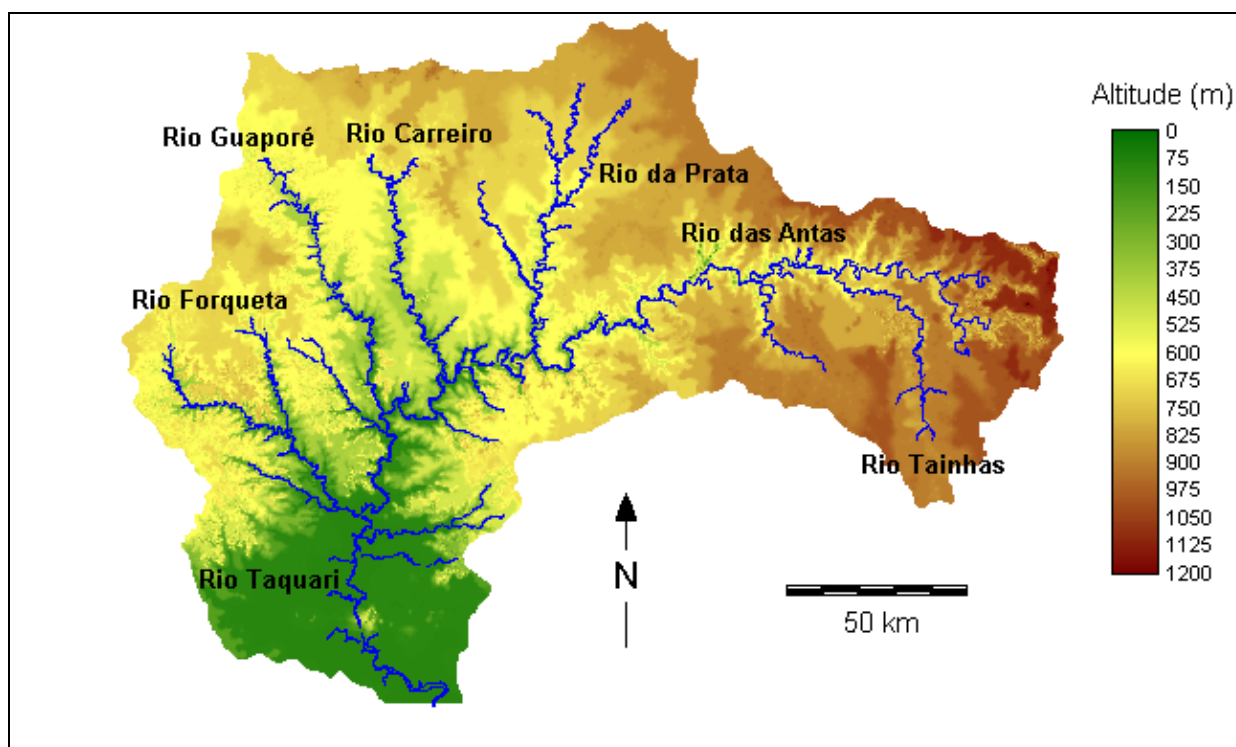 Altitude (m)
0
75
150
225
300
375
450
525
600
675
750
825
900
975
1050
1125
1200
Rio Guaporé
Rio Carreiro
Rio da Prata
Rio das Antas
Rio Forqueta
Rio Tainhas
Rio Taquari
N
50 km